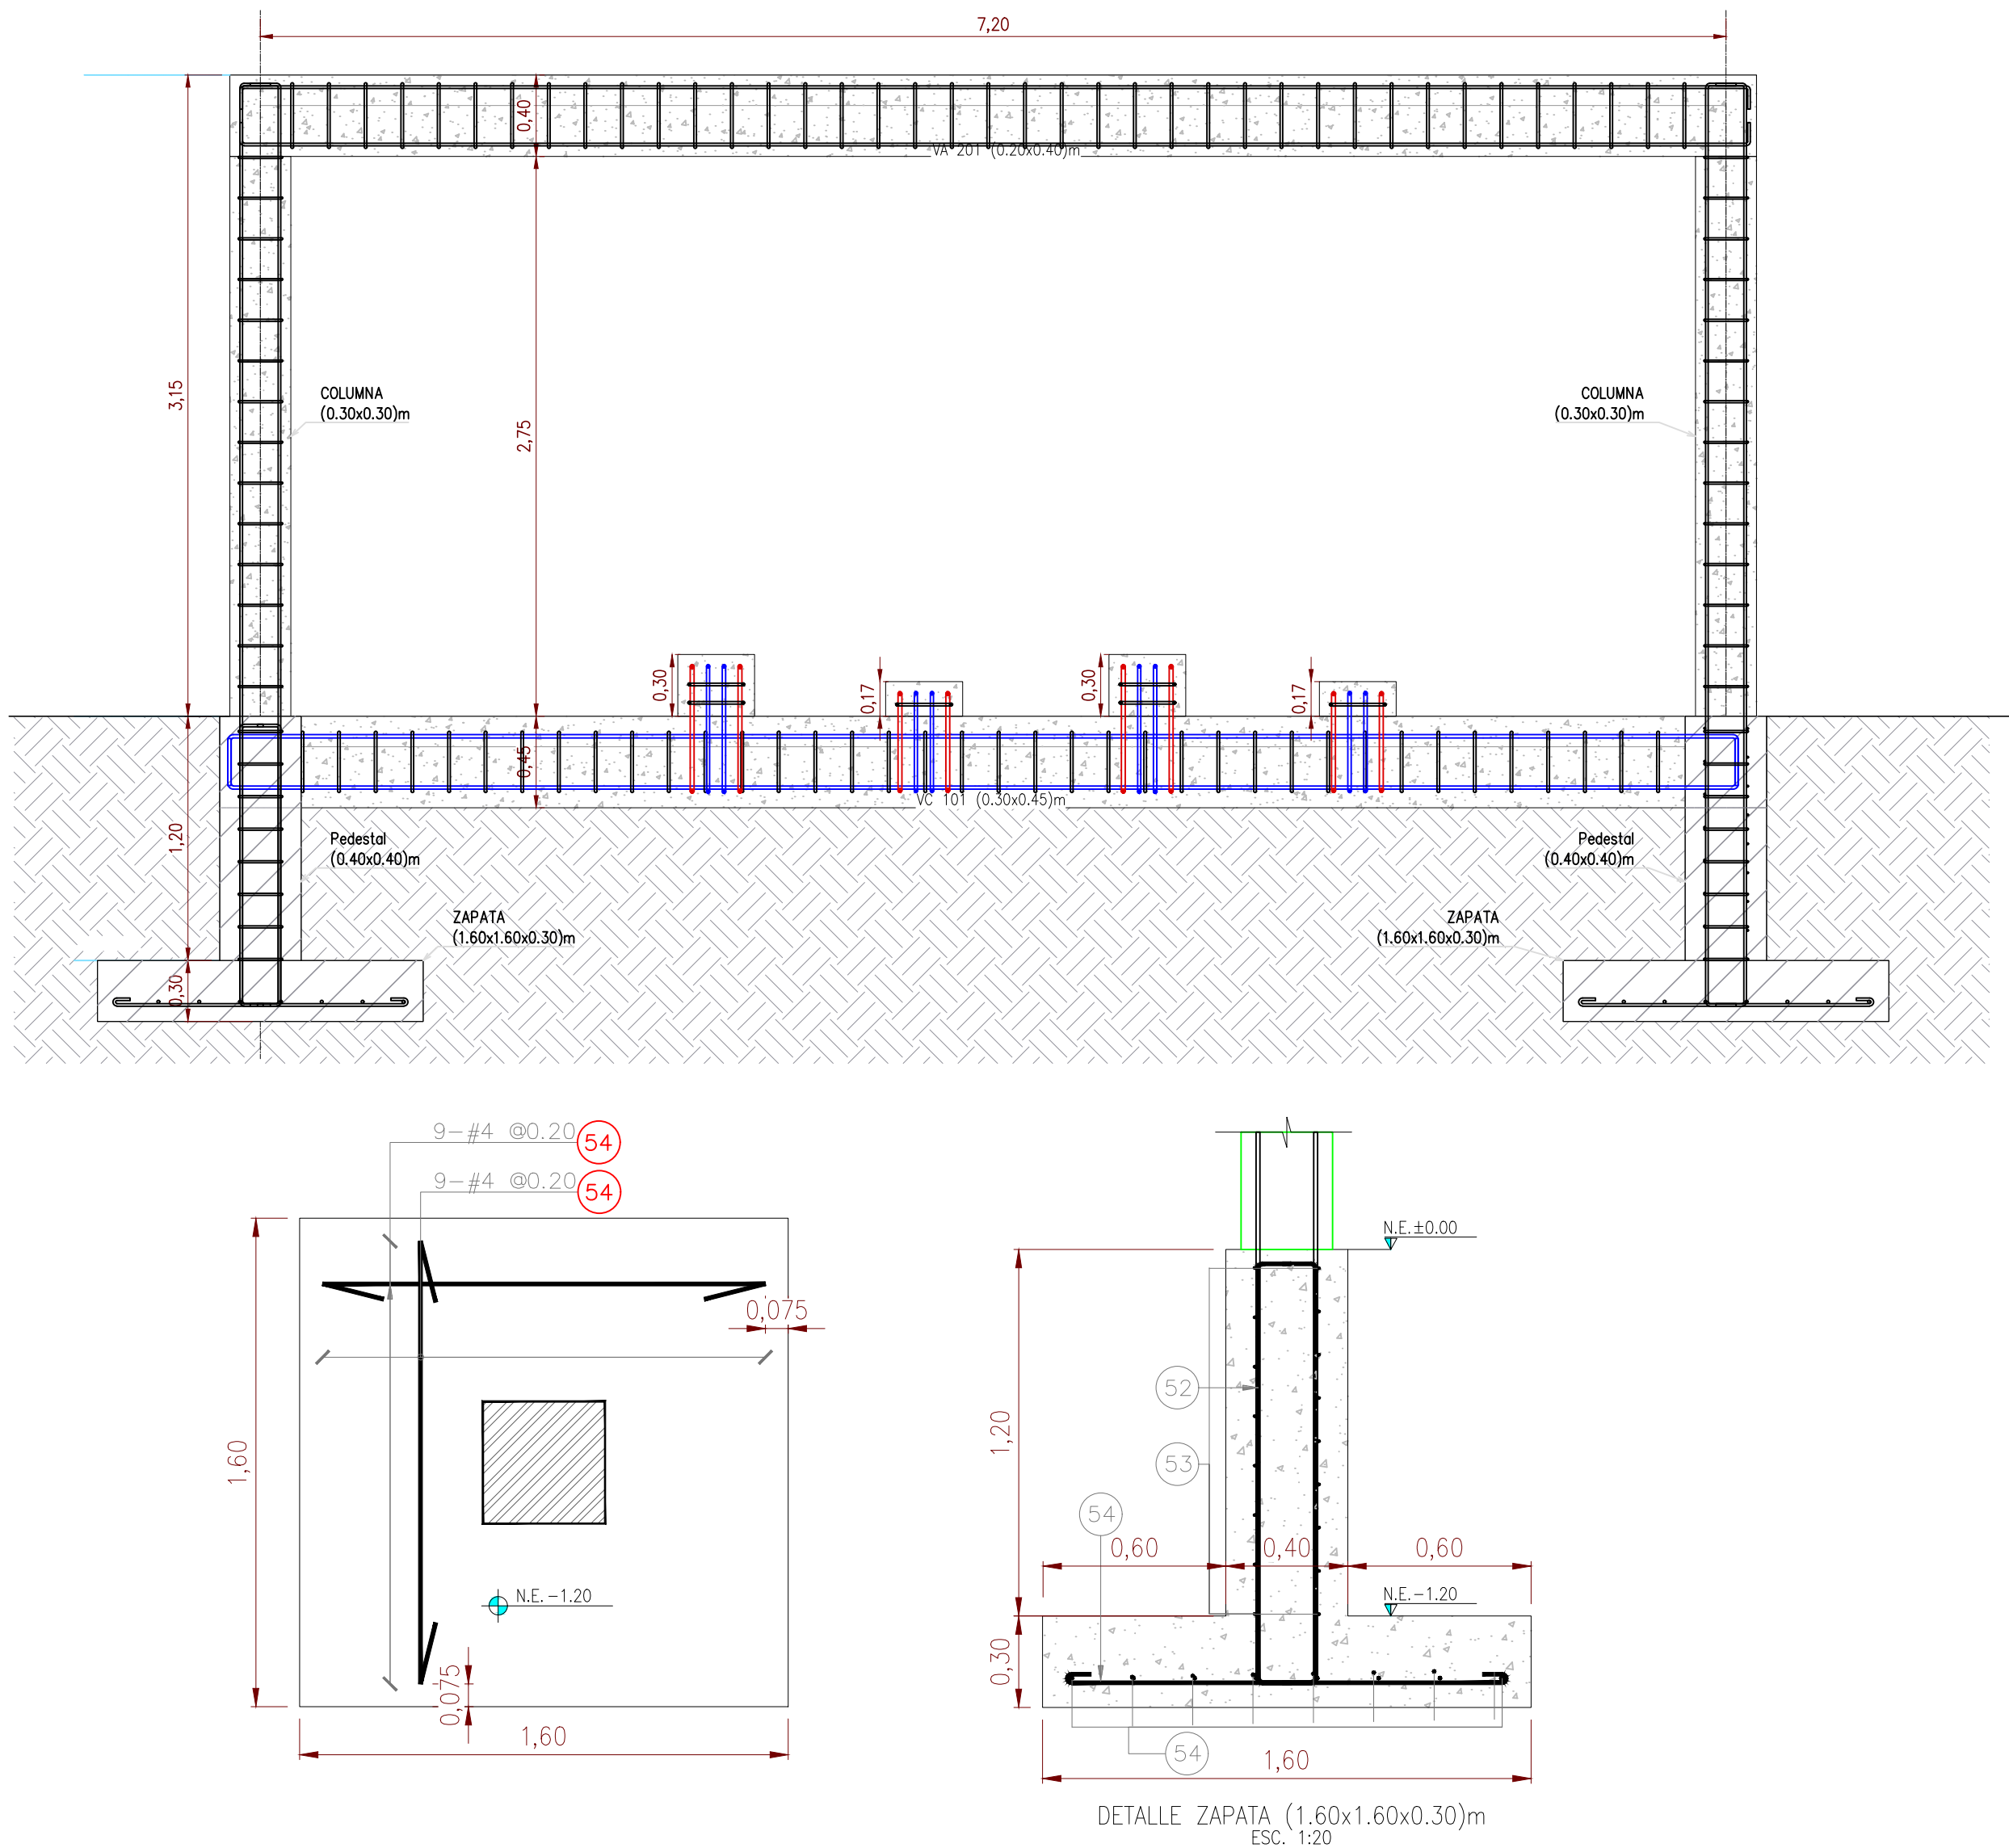 7,20
0,40
VA 201 (0.20x0.40)m
3,15
COLUMNA
(0.30x0.30)m
2,75
COLUMNA
(0.30x0.30)m
0,30
0,17
0,30
0,17
0,45
VC 101 (0.30x0.45)m
1,20
Pedestal
(0.40x0.40)m
Pedestal
(0.40x0.40)m
ZAPATA
(1.60x1.60x0.30)m
ZAPATA
(1.60x1.60x0.30)m
0,30
9-#4 @0.20 54
9-#4 @0.20 54
0,075
1,60
N.E.-1.20
0,075
1,60
N.E.±0.00
52
1,20
53
54
0,60
0,40
0,60
N.E.-1.20
0,30
54
1,60
DETALLE ZAPATA (1.60x1.60x0.30)m
ESC. 1:20